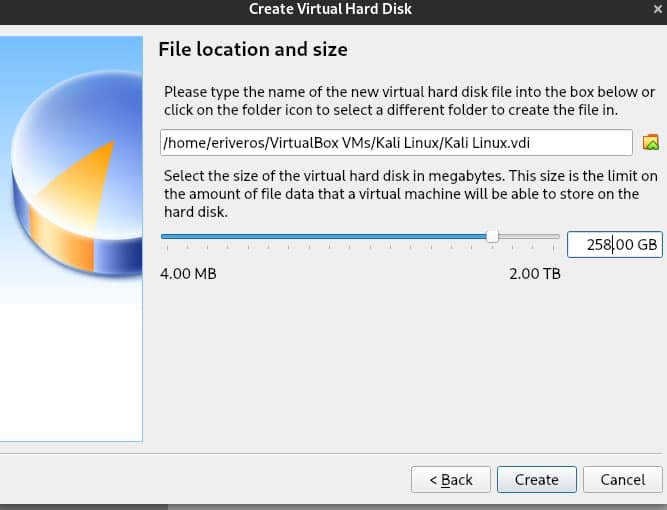 Create Virtual Hard Disk
File location and size
Please type the name of the new virtual hard disk file into the box below or
click on the folder icon to select a different folder to create the file in.
/home/eriveros/VirtualBox VMs/Kali Linux/Kali Linux.vdi
Select the size of the virtual hard disk in megabytes. This size is the limit on
the amount of file data that a virtual machine will be able to store on the
hard disk.
258.00 GB
4.00 MB 2.00 TB
< Back Create Cancel